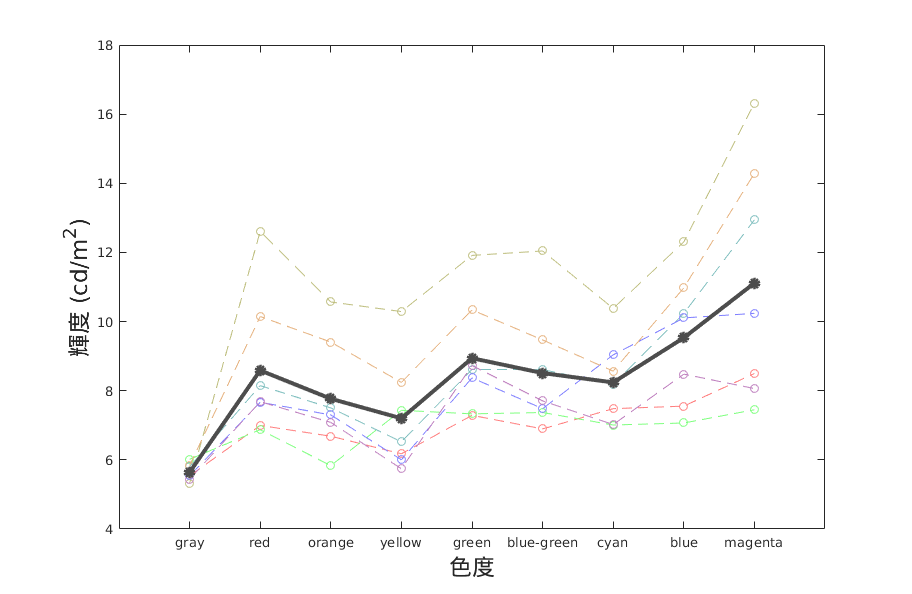 18
16
14
12
10
8
6
4
輝度 (cd/m²)
gray red orange yellow green blue-green cyan blue magenta
色度